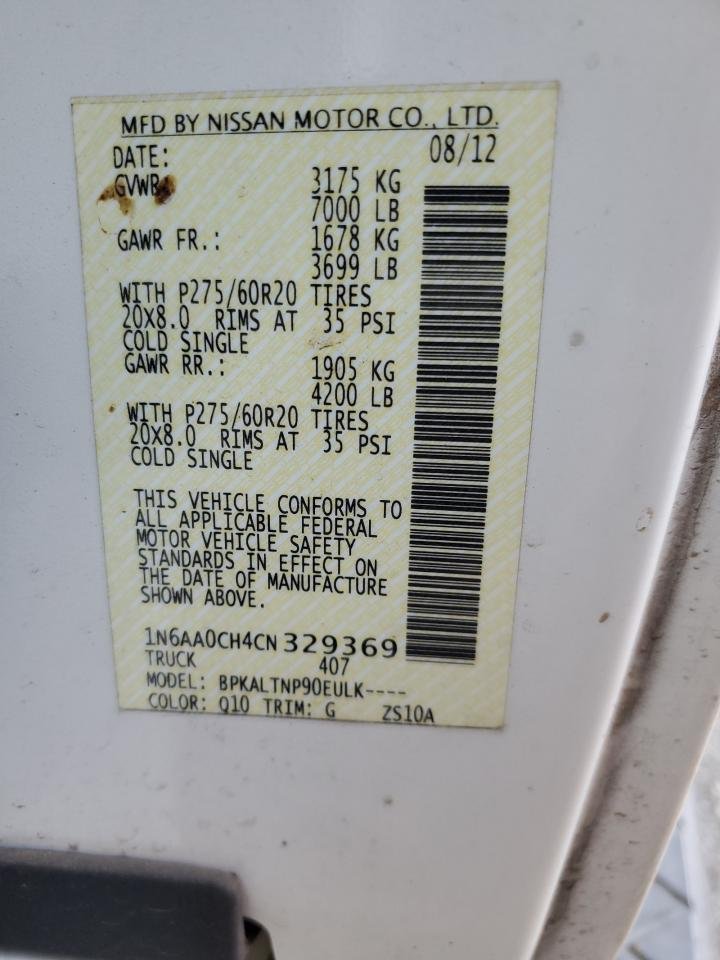 MFD BY NISSAN MOTOR CO., LTD.
DATE: 08/12
GVWR 3175 KG
7000 LB
GAWR FR.: 1678 KG
3699 LB
WITH P275/60R20 TIRES
20X8.0 RIMS AT 35 PSI
COLD SINGLE
GAWR RR.: 1905 KG
4200 LB
WITH P275/60R20 TIRES
20X8.0 RIMS AT 35 PSI
COLD SINGLE
THIS VEHICLE CONFORMS TO
ALL APPLICABLE FEDERAL
MOTOR VEHICLE SAFETY
STANDARDS IN EFFECT ON
THE DATE OF MANUFACTURE
SHOWN ABOVE.
1N6AA0CH4CN329369
TRUCK 407
MODEL: BPKALTNP90EULK----
COLOR: Q10 TRIM: G ZS10A